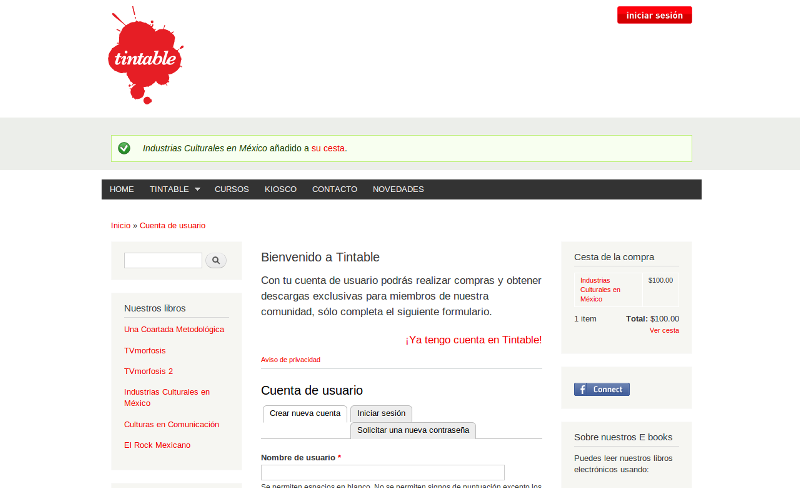 tintable
iniciar sesión
Industrias Culturales en México añadido a su cesta.
HOME TINTABLE CURSOS KIOSCO CONTACTO NOVEDADES
Inicio » Cuenta de usuario
Nuestros libros
Una Coartada Metodológica
TVmorfosis
TVmorfosis 2
Industrias Culturales en
México
Culturas en Comunicación
El Rock Mexicano
Bienvenido a Tintable
Con tu cuenta de usuario podrás realizar compras y obtener
descargas exclusivas para miembros de nuestra
comunidad, sólo completa el siguiente formulario.
¡Ya tengo cuenta en Tintable!
Aviso de privacidad
Cuenta de usuario
Crear nueva cuenta
Iniciar sesión
Solicitar una nueva contraseña
Nombre de usuario *
Se permiten espacios en blanco. No se permiten signos de puntuación excepto los
Cesta de la compra
Industrias $100.00
Culturales en
México
1 item Total: $100.00
Ver cesta
f Connect
Sobre nuestros E books
Puedes leer nuestros libros
electrónicos usando: